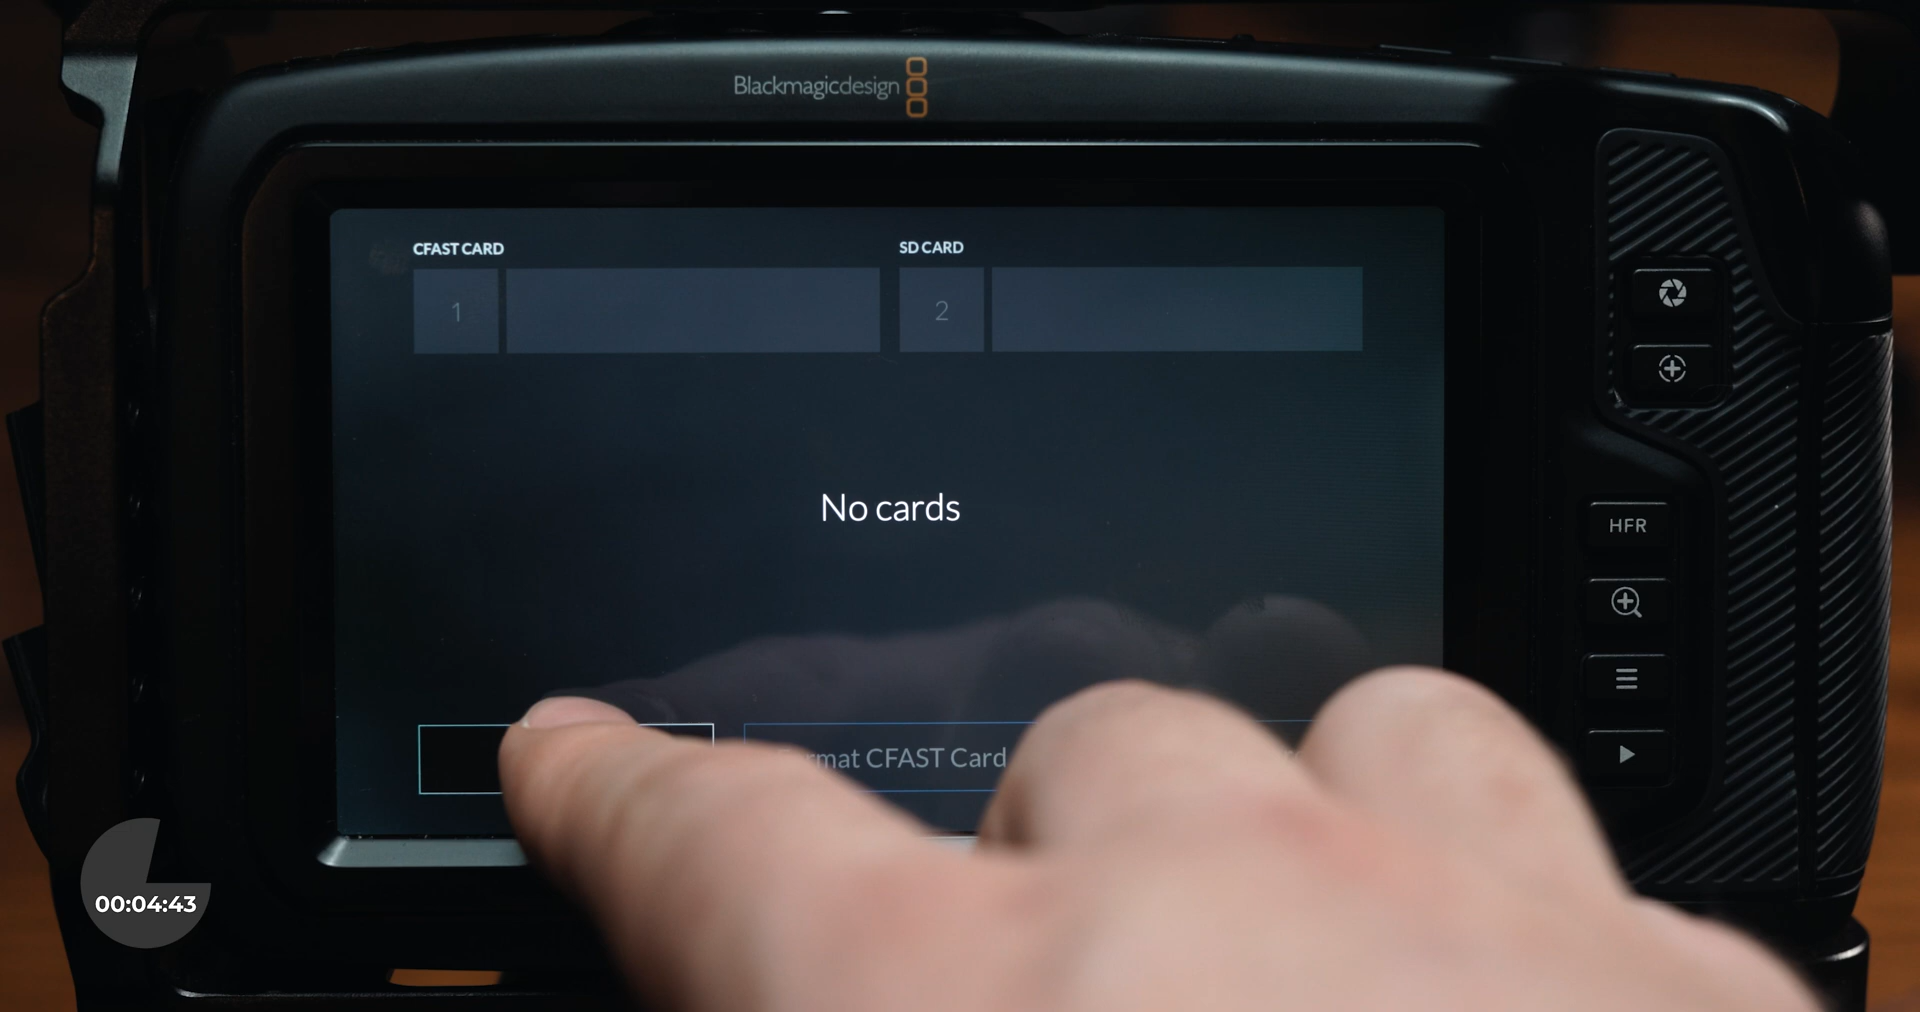 Blackmagicdesign
CFAST CARD
SD CARD
1
2
No cards
HFR
CFAST Card
00:04:43